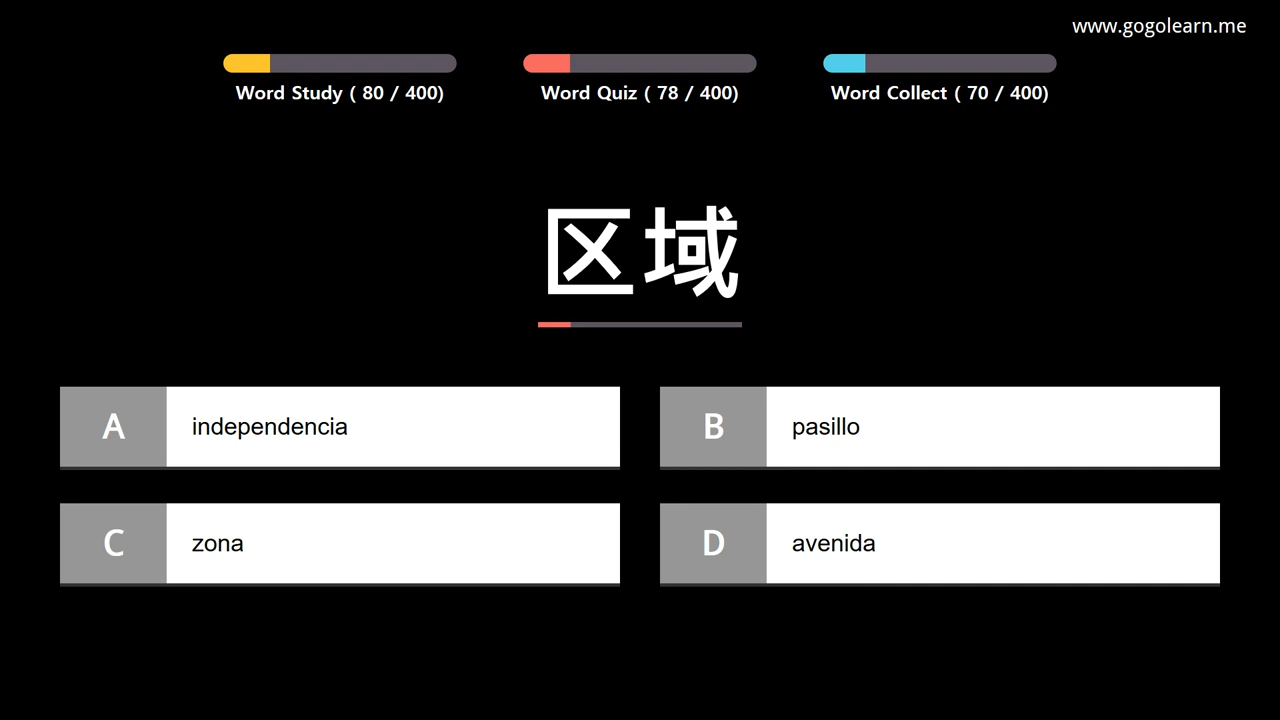 www.gogolearn.me
Word Study ( 80 / 400)
Word Quiz ( 78 / 400)
Word Collect ( 70 / 400)
区域
A independencia
B pasillo
C zona
D avenida